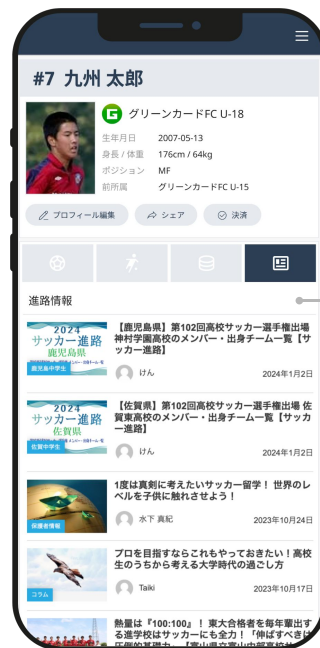 #7 九州 太郎
G
グリーンカードFC U-18
生年月日 2007-05-13
身長 / 体重 176cm / 64kg
ポジション MF
前所属 グリーンカードFC U-15
プロフィール編集
シェア
決済
進路情報
2024
サッカー進路
鹿児島県
鹿児島中学生
【鹿児島県】第102回高校サッカー選手権出場
神村学園高校のメンバー・出身チーム一覧【サ
ッカー進路】
けん
2024年1月2日
2024
サッカー進路
佐賀県
佐賀中学生
【佐賀県】第102回高校サッカー選手権出場 佐
賀東高校のメンバー・出身チーム一覧【サッカ
ー進路】
けん
2024年1月2日
保護者情報
1度は真剣に考えたいサッカー留学！ 世界のレ
ベルを子供に触れさせよう！
水下 真紀
2023年10月24日
コラム
プロを目指すならこれもやっておきたい！高校
生のうちから考える大学時代の過ごし方
Taiki
2023年10月17日
熱量は『100:100』！ 東大合格者を毎年輩出す
る進学校はサッカーにも全力！「伸ばすべきは